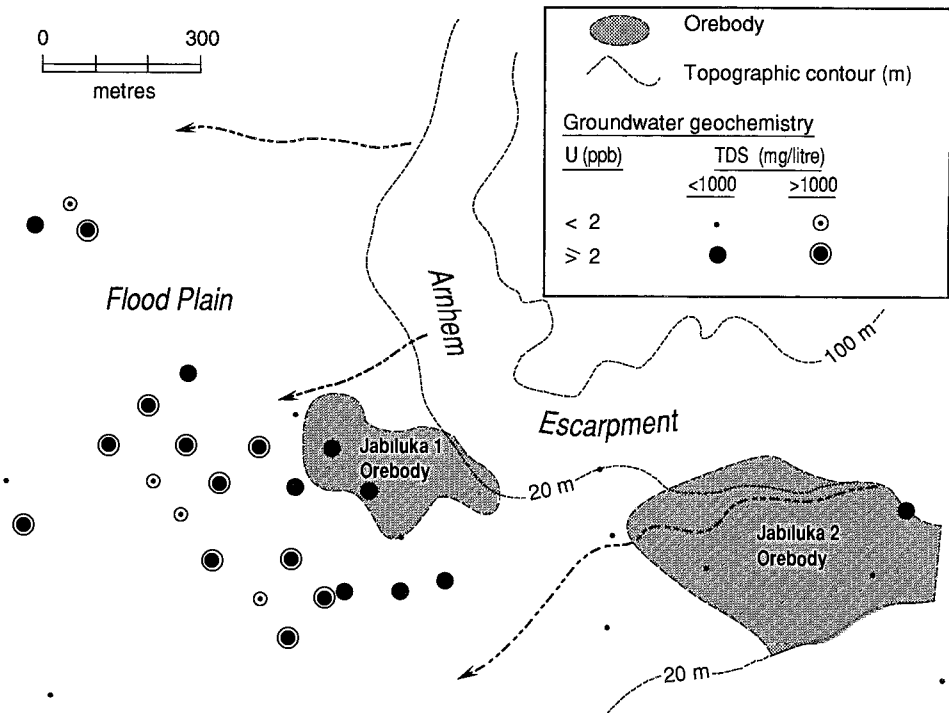 0 300
metres
Orebody
Topographic contour (m)
Groundwater geochemistry
U (ppb) TDS (mg/litre)
<1000 >1000
< 2
⩾ 2
Flood Plain
Arnhem
Escarpment
100 m
Jabiluka 1
Orebody
20 m
Jabiluka 2
Orebody
20 m